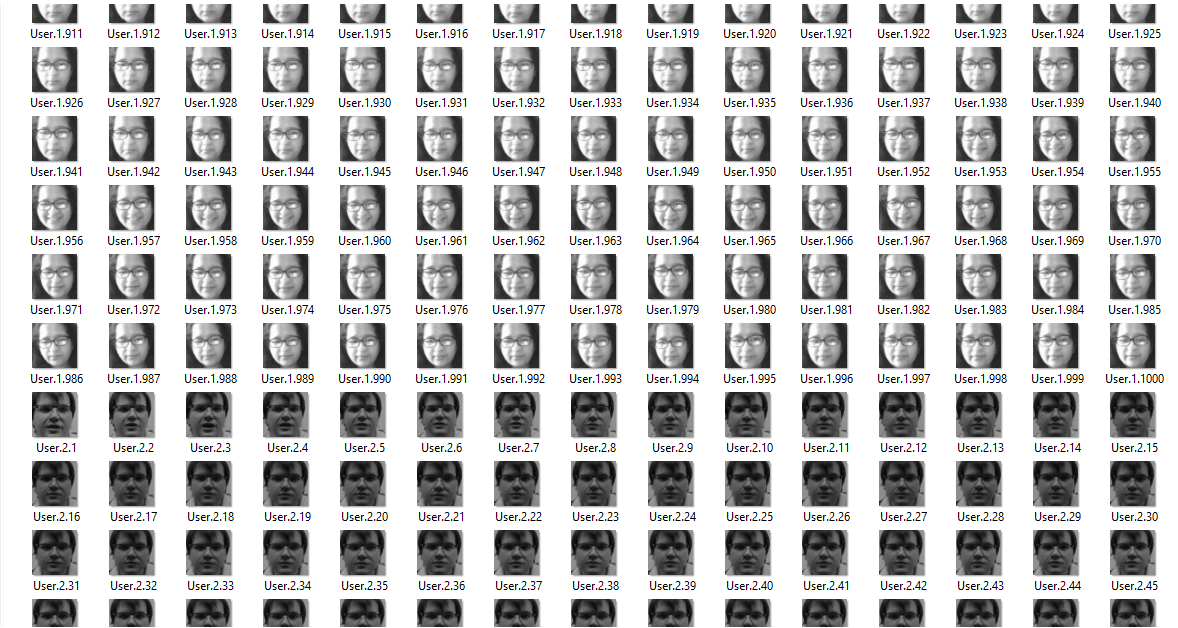 User.1.911 User.1.912 User.1.913 User.1.914 User.1.915 User.1.916 User.1.917 User.1.918 User.1.919 User.1.920 User.1.921 User.1.922 User.1.923 User.1.924 User.1.925
User.1.926 User.1.927 User.1.928 User.1.929 User.1.930 User.1.931 User.1.932 User.1.933 User.1.934 User.1.935 User.1.936 User.1.937 User.1.938 User.1.939 User.1.940
User.1.941 User.1.942 User.1.943 User.1.944 User.1.945 User.1.946 User.1.947 User.1.948 User.1.949 User.1.950 User.1.951 User.1.952 User.1.953 User.1.954 User.1.955
User.1.956 User.1.957 User.1.958 User.1.959 User.1.960 User.1.961 User.1.962 User.1.963 User.1.964 User.1.965 User.1.966 User.1.967 User.1.968 User.1.969 User.1.970
User.1.971 User.1.972 User.1.973 User.1.974 User.1.975 User.1.976 User.1.977 User.1.978 User.1.979 User.1.980 User.1.981 User.1.982 User.1.983 User.1.984 User.1.985
User.1.986 User.1.987 User.1.988 User.1.989 User.1.990 User.1.991 User.1.992 User.1.993 User.1.994 User.1.995 User.1.996 User.1.997 User.1.998 User.1.999 User.1.1000
User.2.1 User.2.2 User.2.3 User.2.4 User.2.5 User.2.6 User.2.7 User.2.8 User.2.9 User.2.10 User.2.11 User.2.12 User.2.13 User.2.14 User.2.15
User.2.16 User.2.17 User.2.18 User.2.19 User.2.20 User.2.21 User.2.22 User.2.23 User.2.24 User.2.25 User.2.26 User.2.27 User.2.28 User.2.29 User.2.30
User.2.31 User.2.32 User.2.33 User.2.34 User.2.35 User.2.36 User.2.37 User.2.38 User.2.39 User.2.40 User.2.41 User.2.42 User.2.43 User.2.44 User.2.45